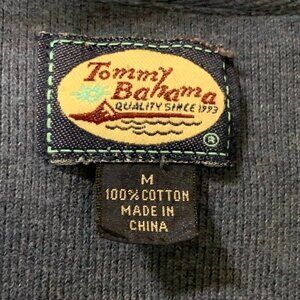 Tommy
Bahama
QUALITY SINCE 1993
®
M
100% COTTON
MADE IN
CHINA